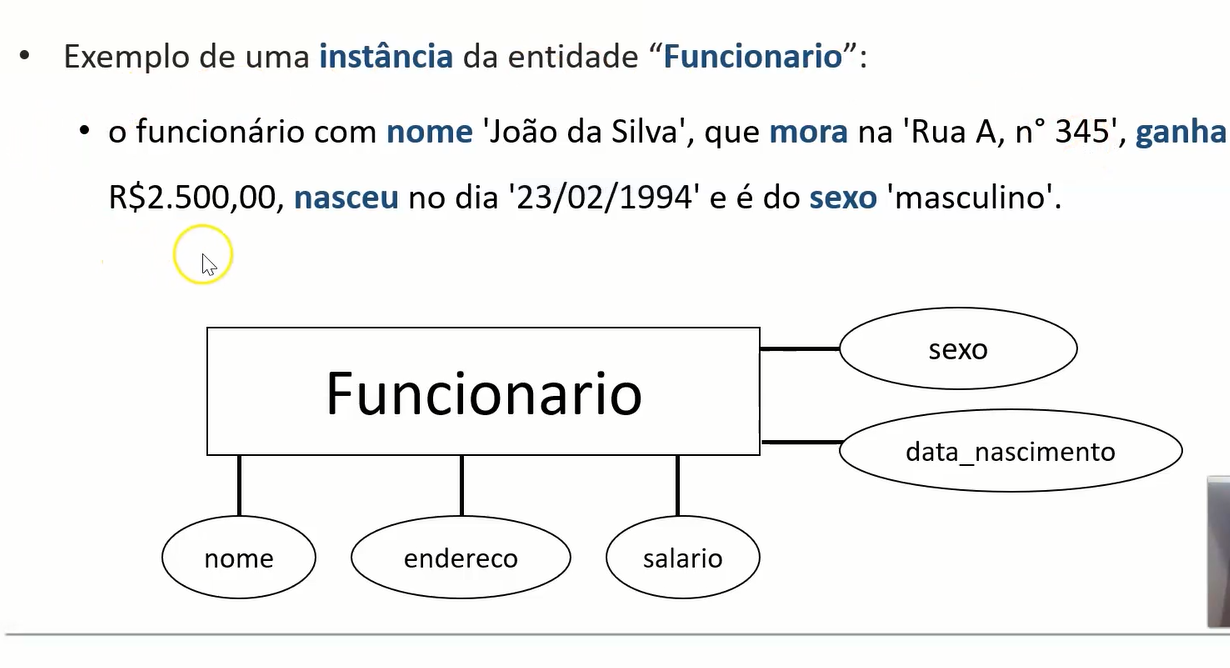 • Exemplo de uma instância da entidade “Funcionario”:
• o funcionário com nome 'João da Silva', que mora na 'Rua A, n° 345', ganha
R$2.500,00, nasceu no dia '23/02/1994' e é do sexo 'masculino'.
sexo
Funcionario
data_nascimento
nome endereco salario